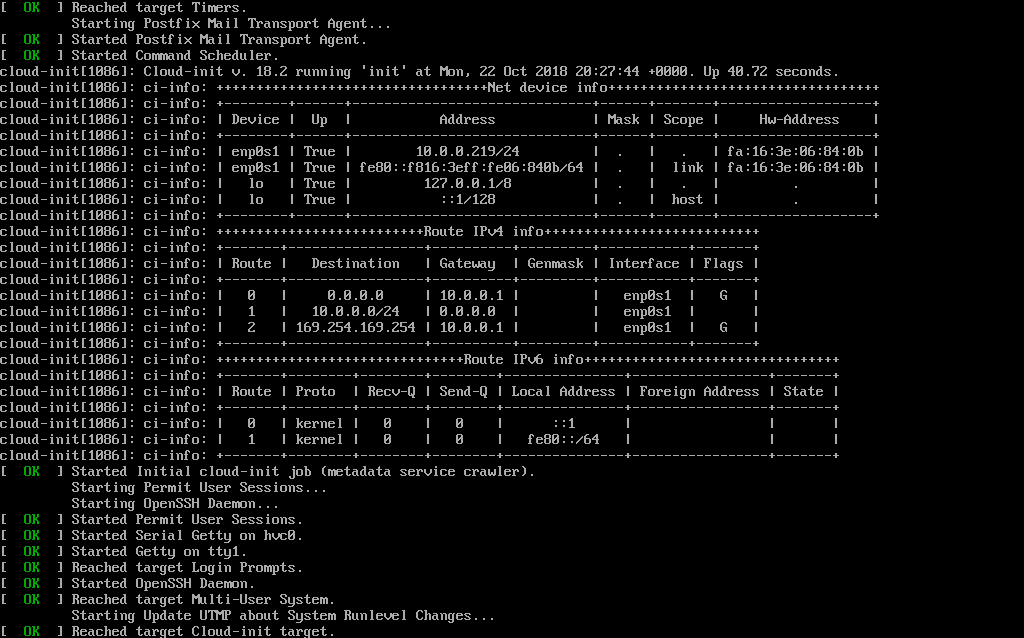 [  OK  ] Reached target Timers.
         Starting Postfix Mail Transport Agent...
[  OK  ] Started Postfix Mail Transport Agent.
[  OK  ] Started Command Scheduler.
cloud-init[1086]: Cloud-init v. 18.2 running 'init' at Mon, 22 Oct 2018 20:27:44 +0000. Up 40.72 seconds.
cloud-init[1086]: ci-info: ++++++++++++++++++++++++++++++++++Net device info++++++++++++++++++++++++++++++++++
cloud-init[1086]: ci-info: +--------+------+------------------------------+------+-------+-------------------+
cloud-init[1086]: ci-info: | Device |  Up  |           Address            | Mask | Scope |     Hw-Address    |
cloud-init[1086]: ci-info: +--------+------+------------------------------+------+-------+-------------------+
cloud-init[1086]: ci-info: | enp0s1 | True |        10.0.0.219/24         |  .   |   .   | fa:16:3e:06:84:0b |
cloud-init[1086]: ci-info: | enp0s1 | True | fe80::f816:3eff:fe06:840b/64 |  .   |  link | fa:16:3e:06:84:0b |
cloud-init[1086]: ci-info: |   lo   | True |         127.0.0.1/8          |  .   |   .   |         .         |
cloud-init[1086]: ci-info: |   lo   | True |           ::1/128            |  .   |  host |         .         |
cloud-init[1086]: ci-info: +--------+------+------------------------------+------+-------+-------------------+
cloud-init[1086]: ci-info: ++++++++++++++++++++++++++Route IPv4 info+++++++++++++++++++++++++++
cloud-init[1086]: ci-info: +-------+-----------------+----------+---------+-----------+-------+
cloud-init[1086]: ci-info: | Route |   Destination   | Gateway  | Genmask | Interface | Flags |
cloud-init[1086]: ci-info: +-------+-----------------+----------+---------+-----------+-------+
cloud-init[1086]: ci-info: |   0   |     0.0.0.0     | 10.0.0.1 |         |   enp0s1  |   G   |
cloud-init[1086]: ci-info: |   1   |   10.0.0.0/24   | 0.0.0.0  |         |   enp0s1  |       |
cloud-init[1086]: ci-info: |   2   | 169.254.169.254 | 10.0.0.1 |         |   enp0s1  |   G   |
cloud-init[1086]: ci-info: +-------+-----------------+----------+---------+-----------+-------+
cloud-init[1086]: ci-info: +++++++++++++++++++++++++++++++Route IPv6 info++++++++++++++++++++++++++++++++
cloud-init[1086]: ci-info: +-------+--------+--------+--------+---------------+-----------------+-------+
cloud-init[1086]: ci-info: | Route | Proto  | Recv-Q | Send-Q | Local Address | Foreign Address | State |
cloud-init[1086]: ci-info: +-------+--------+--------+--------+---------------+-----------------+-------+
cloud-init[1086]: ci-info: |   0   | kernel |   0    |   0    |      ::1      |                 |       |
cloud-init[1086]: ci-info: |   1   | kernel |   0    |   0    |   fe80::/64   |                 |       |
cloud-init[1086]: ci-info: +-------+--------+--------+--------+---------------+-----------------+-------+
[  OK  ] Started Initial cloud-init job (metadata service crawler).
         Starting Permit User Sessions...
         Starting OpenSSH Daemon...
[  OK  ] Started Permit User Sessions.
[  OK  ] Started Serial Getty on hvc0.
[  OK  ] Started Getty on tty1.
[  OK  ] Reached target Login Prompts.
[  OK  ] Started OpenSSH Daemon.
[  OK  ] Reached target Multi-User System.
         Starting Update UTMP about System Runlevel Changes...
[  OK  ] Reached target Cloud-init target.